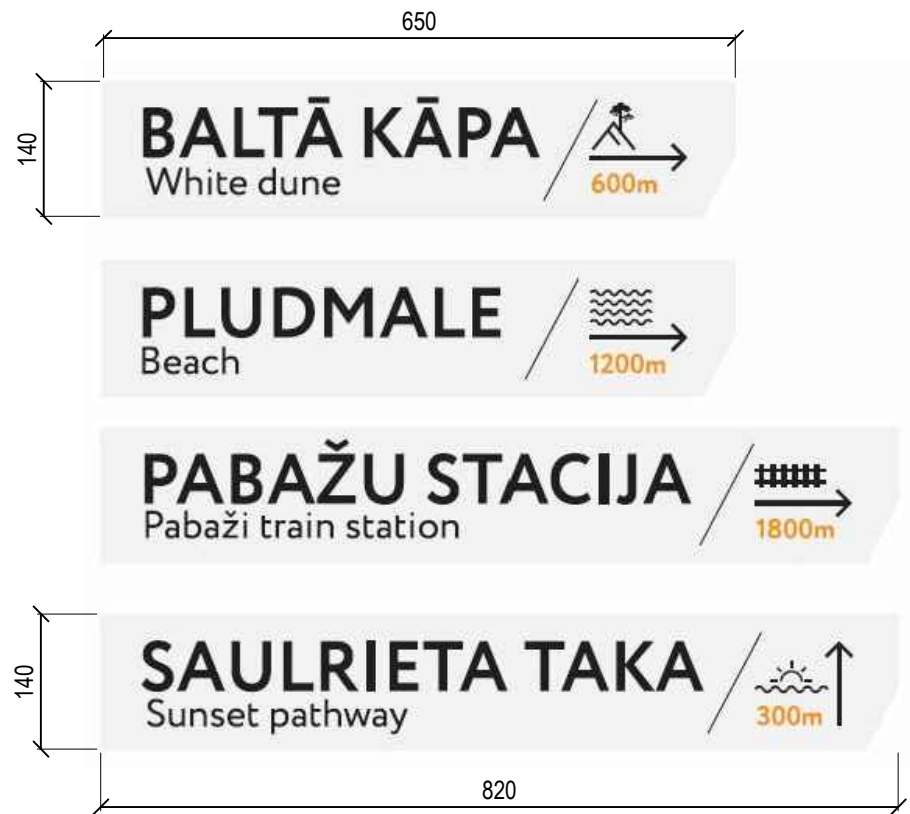 650
140
BALTĀ KĀPA
White dune
600m
PLUDMALE
Beach
1200m
PABAŽU STACIJA
Pabaži train station
1800m
140
SAULRIETA TAKA
Sunset pathway
300m
820